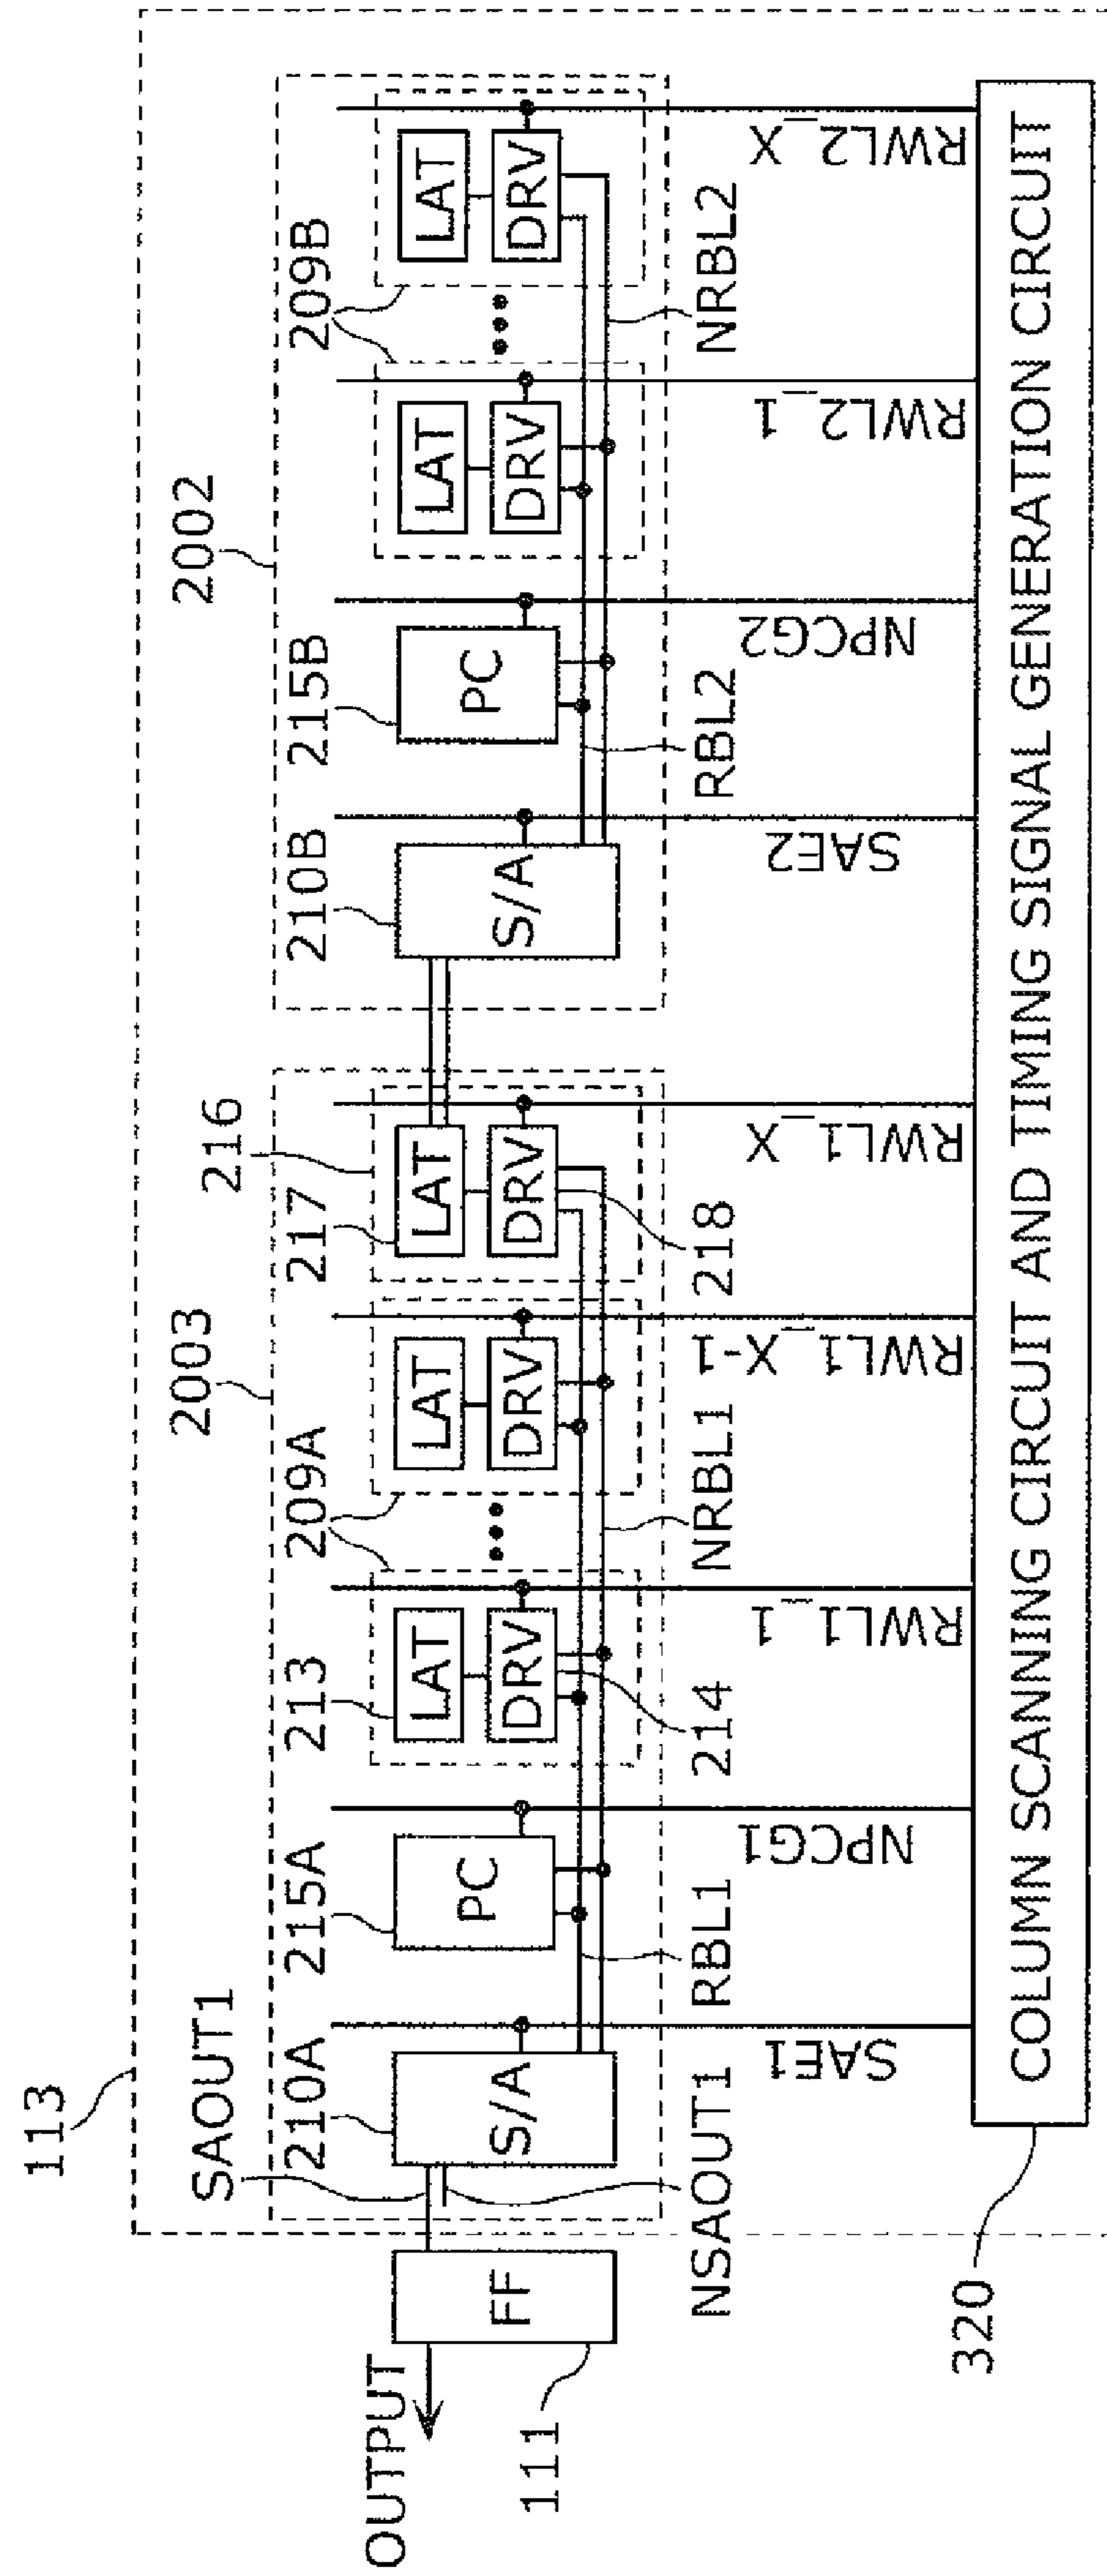 113
2003
2002
SAOUT1
216
210A
215A
213
209A
217
210B
215B
209B
OUTPUT
FF
S/A
PC
LAT
DRV
LAT
DRV
LAT
DRV
S/A
PC
LAT
DRV
LAT
DRV
111
NSAOUT1
RBL1
214
NRBL1
218
RBL2
NRBL2
SAE1
NPCG1
RWL1_1
RWL1_X-1
RWL1_X
SAE2
NPCG2
RWL2_1
RWL2_X
320
COLUMN SCANNING CIRCUIT AND TIMING SIGNAL GENERATION CIRCUIT